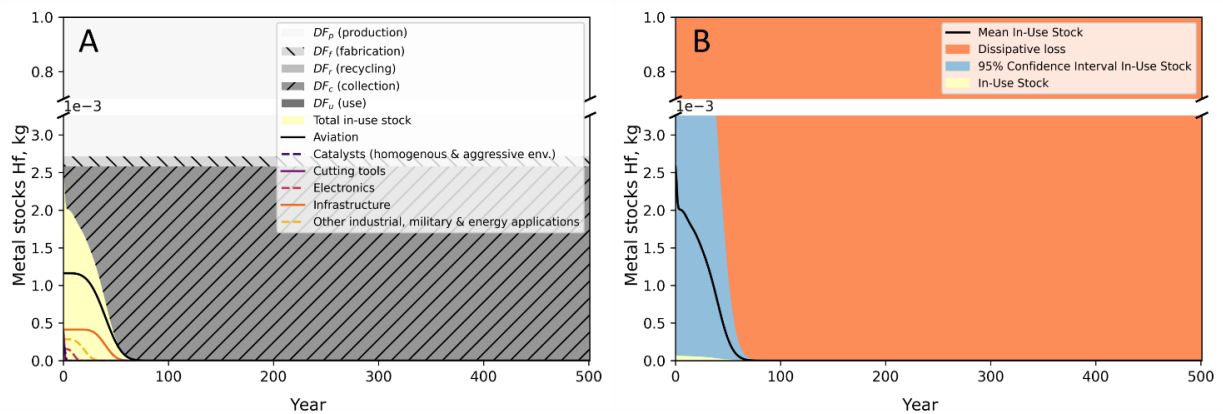 A
1.0
0.8
1e−3
3.0
2.5
2.0
1.5
1.0
0.5
0.0
Metal stocks Hf, kg
0
100
200
300
400
500
Year
DFp (production)
DFf (fabrication)
DFr (recycling)
DFc (collection)
DFu (use)
Total in-use stock
Aviation
Catalysts (homogenous & aggressive env.)
Cutting tools
Electronics
Infrastructure
Other industrial, military & energy applications
B
1.0
0.8
1e−3
3.0
2.5
2.0
1.5
1.0
0.5
0.0
Metal stocks Hf, kg
0
100
200
300
400
500
Year
Mean In-Use Stock
Dissipative loss
95% Confidence Interval In-Use Stock
In-Use Stock